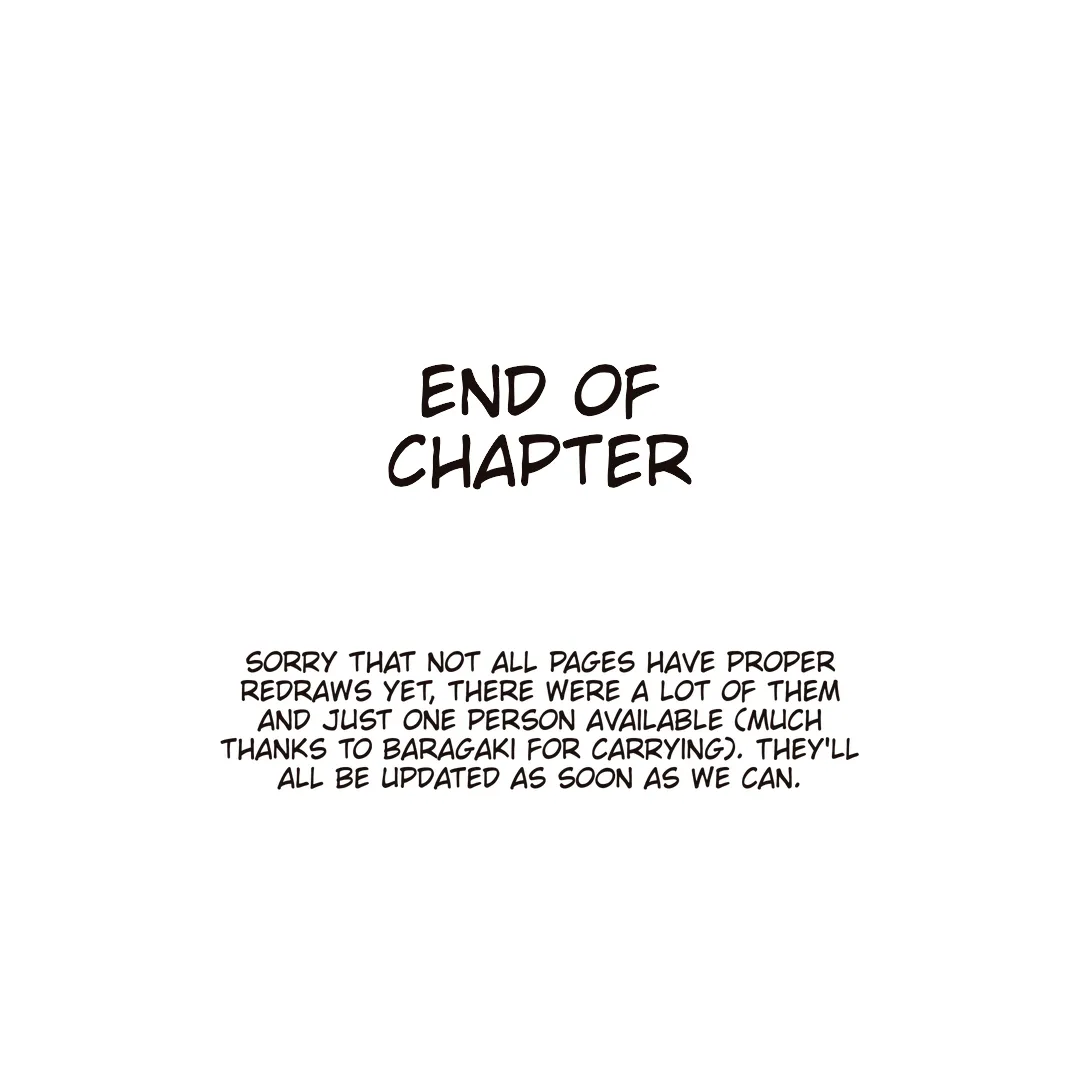 END OF
CHAPTER
SORRY THAT NOT ALL PAGES HAVE PROPER
REDRAWS YET, THERE WERE A LOT OF THEM
AND JUST ONE PERSON AVAILABLE (MUCH
THANKS TO BARAGAKI FOR CARRYING). THEY'LL
ALL BE UPDATED AS SOON AS WE CAN.